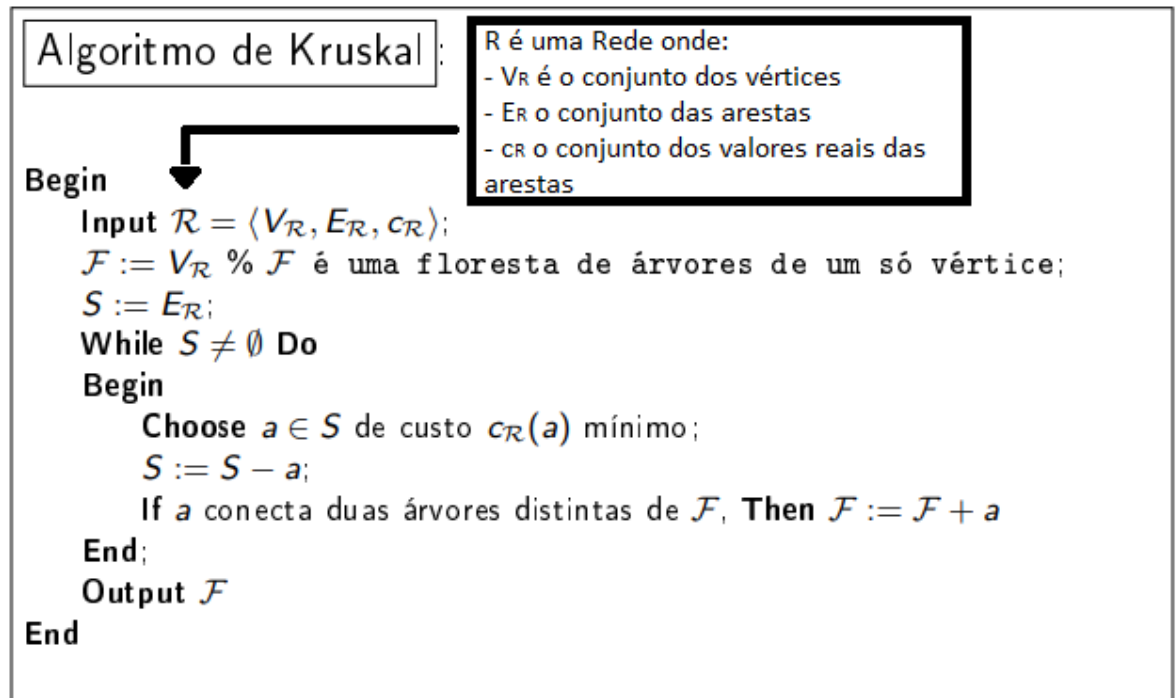 Algoritmo de Kruskal:
R é uma Rede onde:
- VR é o conjunto dos vértices
- ER o conjunto das arestas
- cR o conjunto dos valores reais das
arestas
Begin
Input ℛ = ⟨Vℛ, Eℛ, cℛ⟩;
ℱ := Vℛ % ℱ é uma floresta de árvores de um só vértice;
S := Eℛ;
While S ≠ ∅ Do
Begin
Choose a ∈ S de custo cℛ(a) mínimo;
S := S − a;
If a conecta duas árvores distintas de ℱ, Then ℱ := ℱ + a
End;
Output ℱ
End